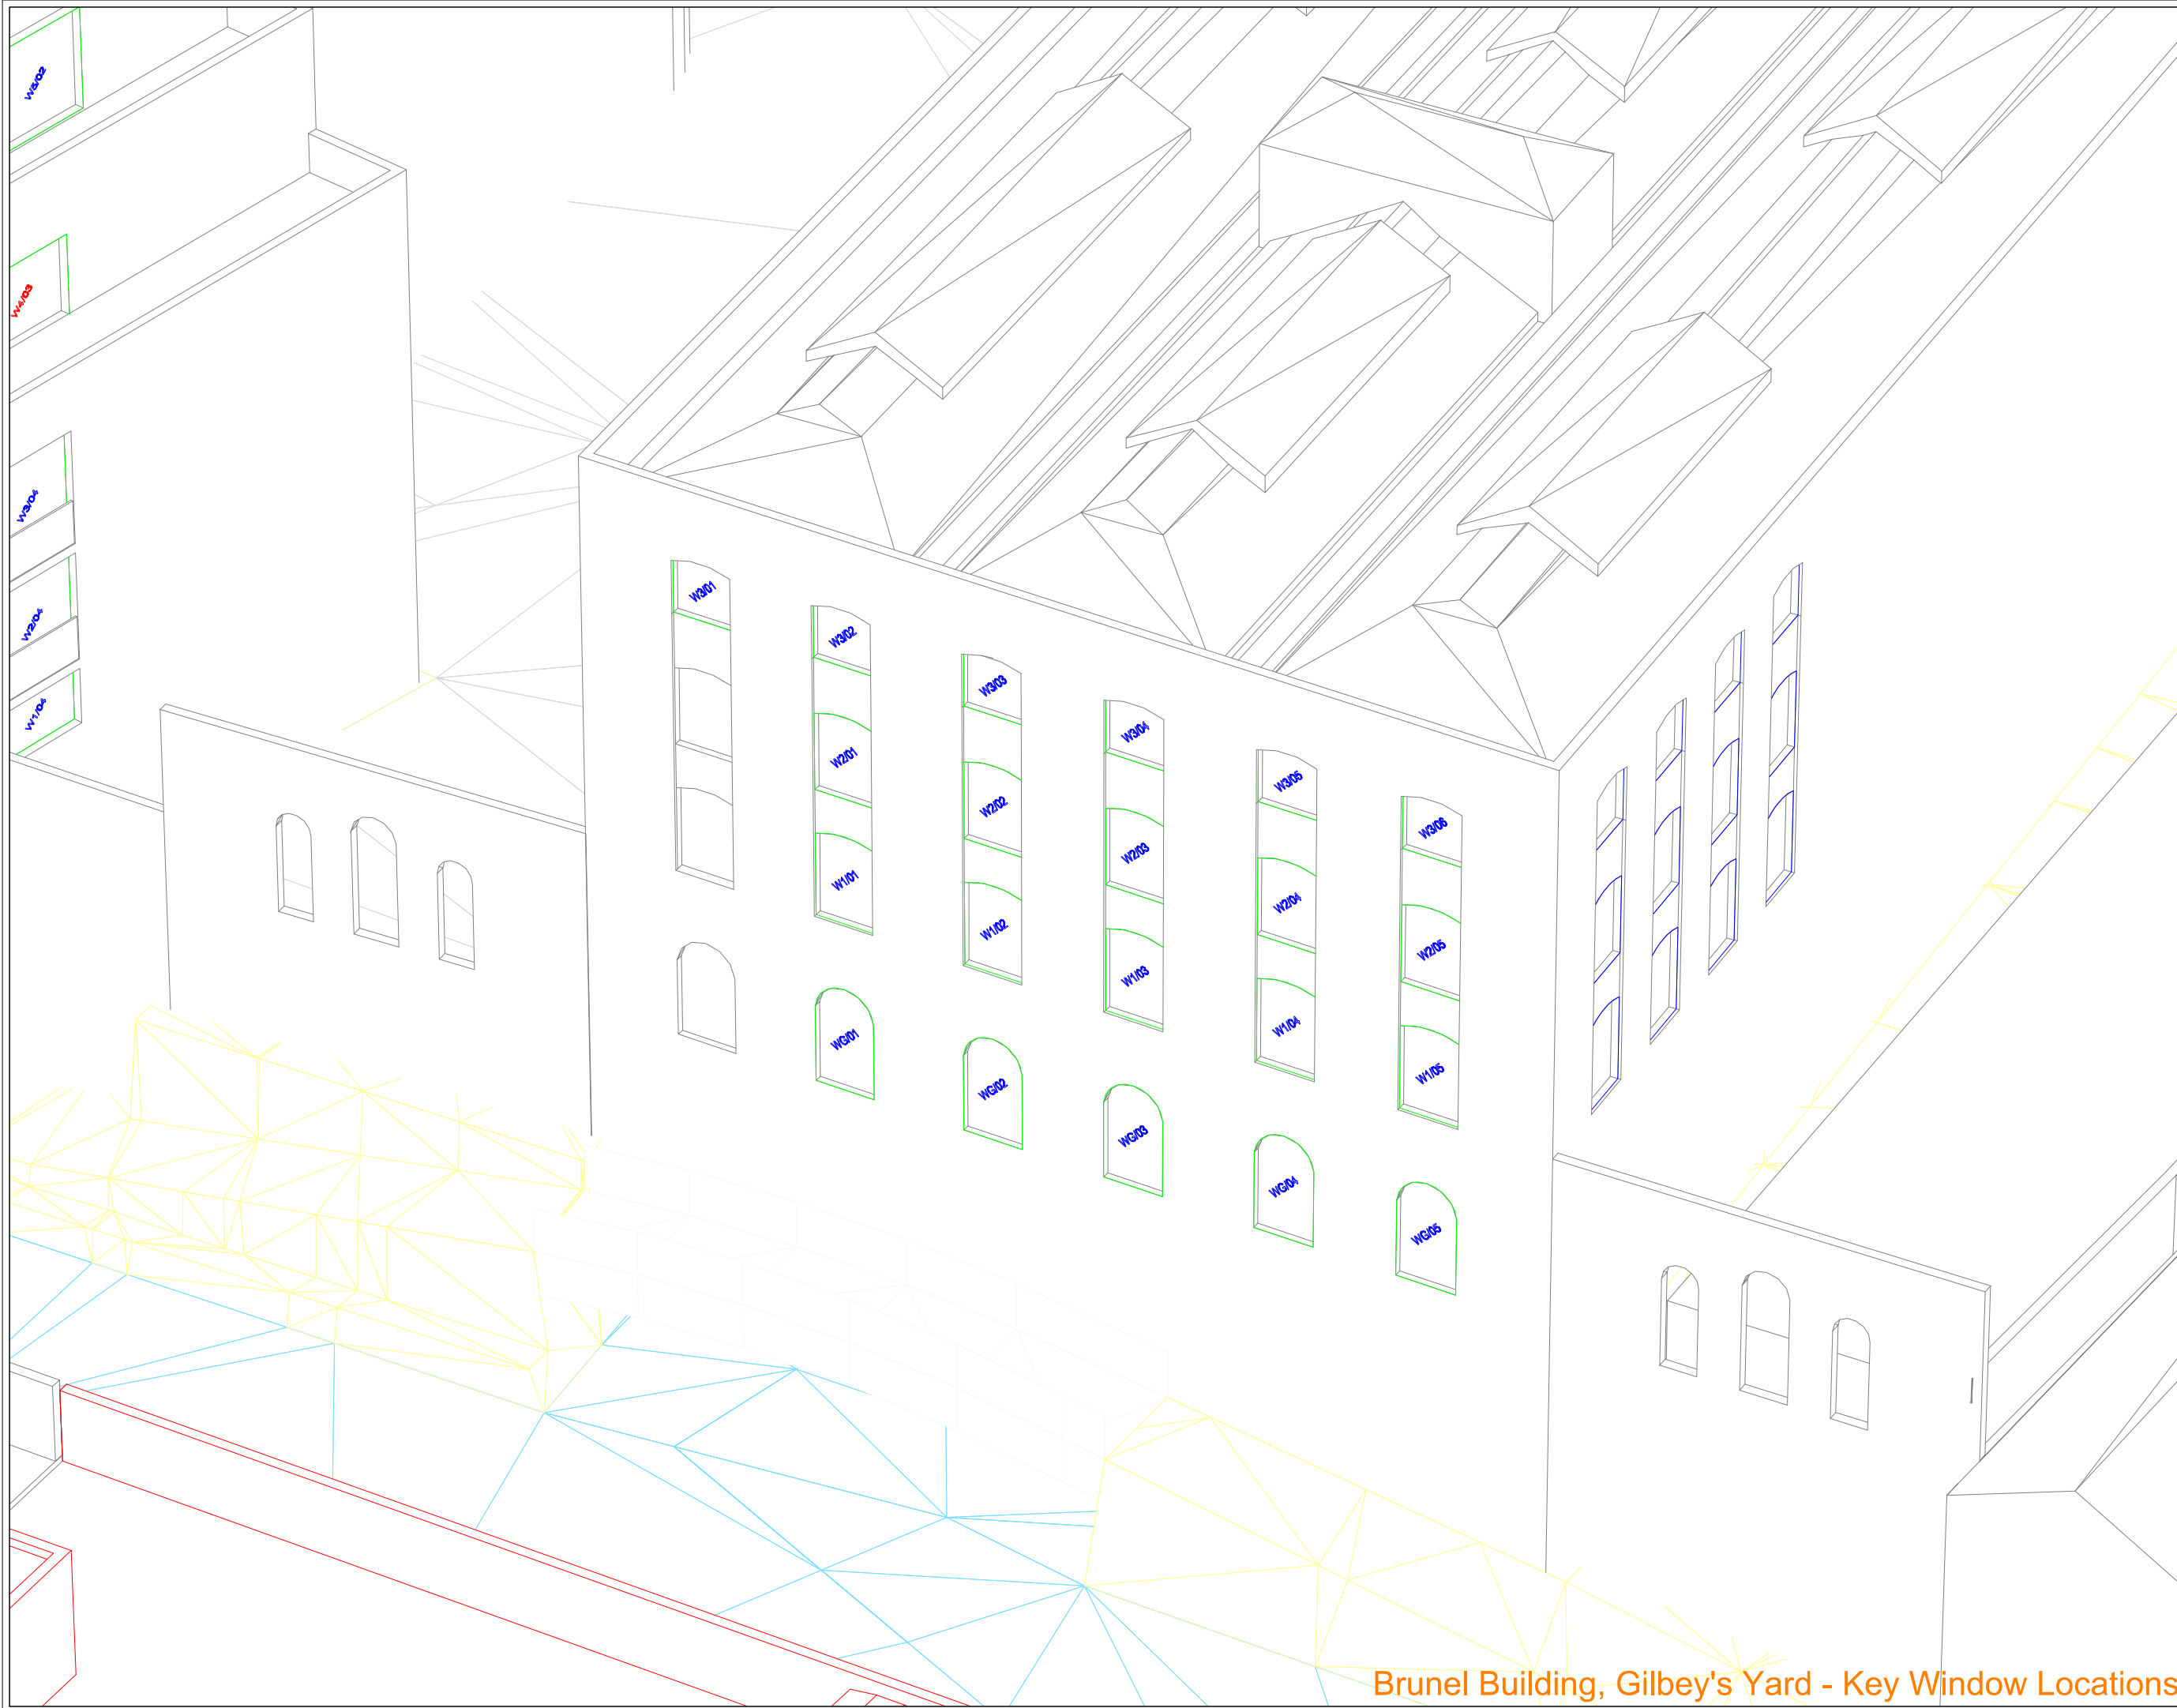 W5/02
W4/03
W3/04
W2/04
W1/04
W3/01
W3/02
W3/03
W3/04
W3/05
W3/06
W2/01
W2/02
W2/03
W2/04
W2/05
W1/01
W1/02
W1/03
W1/04
W1/05
WG/01
WG/02
WG/03
WG/04
WG/05
Brunel Building, Gilbey's Yard - Key Window Locations